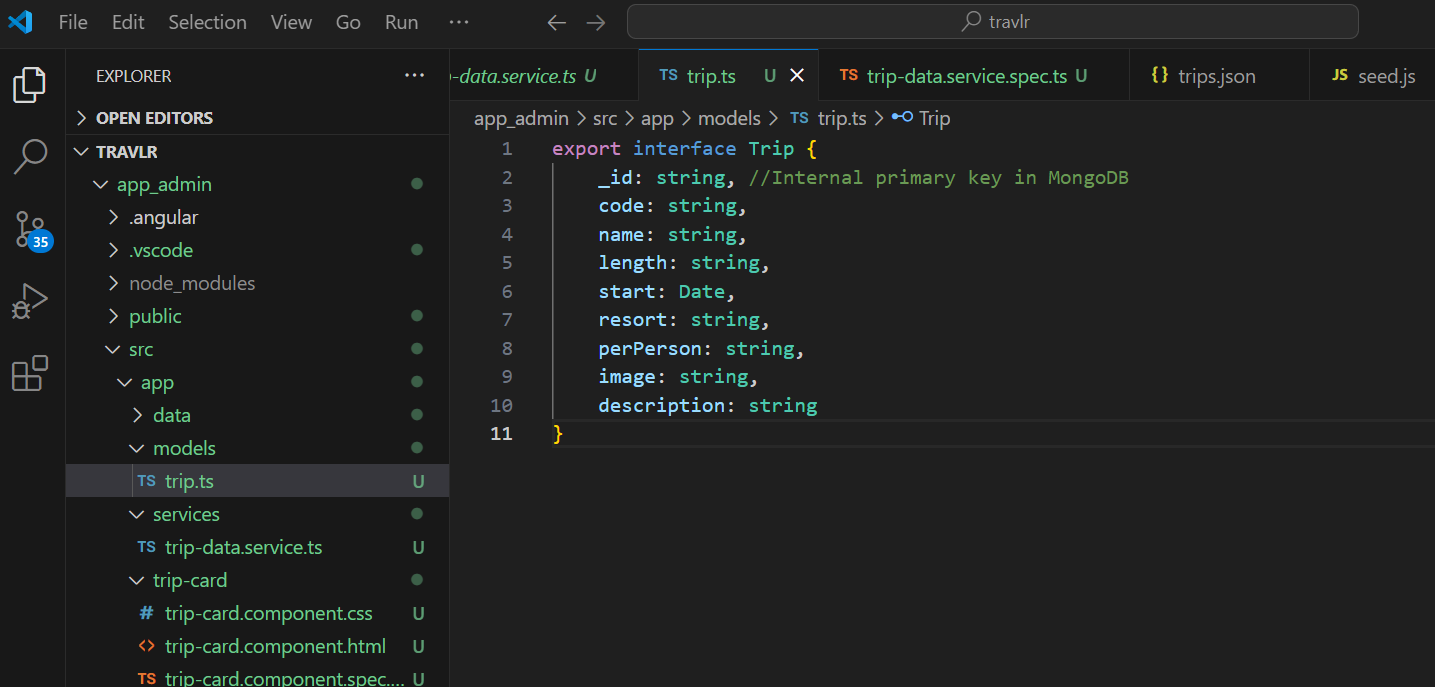 File Edit Selection View Go Run ··· travlr
EXPLORER ···
OPEN EDITORS
TRAVLR
app_admin
.angular
.vscode
node_modules
public
src
app
data
models
TS trip.ts U
services
TS trip-data.service.ts U
trip-card
# trip-card.component.css U
<> trip-card.component.html U
TS trip-card.component.spec.... U
35
-data.service.ts U TS trip.ts U TS trip-data.service.spec.ts U {} trips.json JS seed.js
app_admin > src > app > models > TS trip.ts > Trip
1 export interface Trip {
2 _id: string, //Internal primary key in MongoDB
3 code: string,
4 name: string,
5 length: string,
6 start: Date,
7 resort: string,
8 perPerson: string,
9 image: string,
10 description: string
11 }